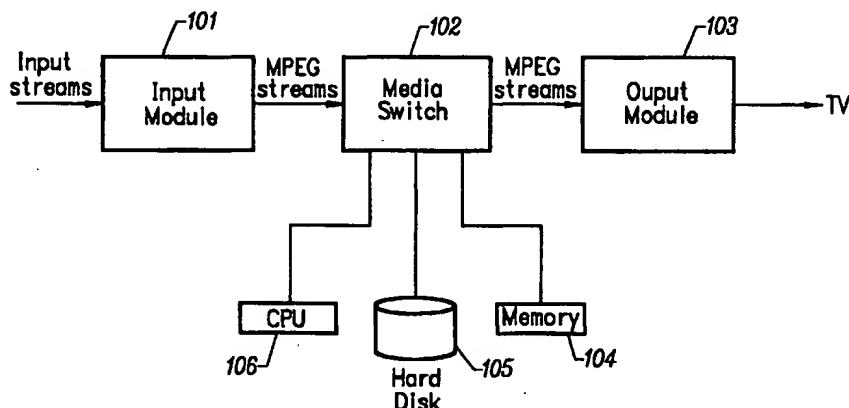 101
102
103
Input
streams
Input
Module
MPEG
streams
Media
Switch
MPEG
streams
Ouput
Module
TV
CPU
106
Hard
Disk
105
Memory
104